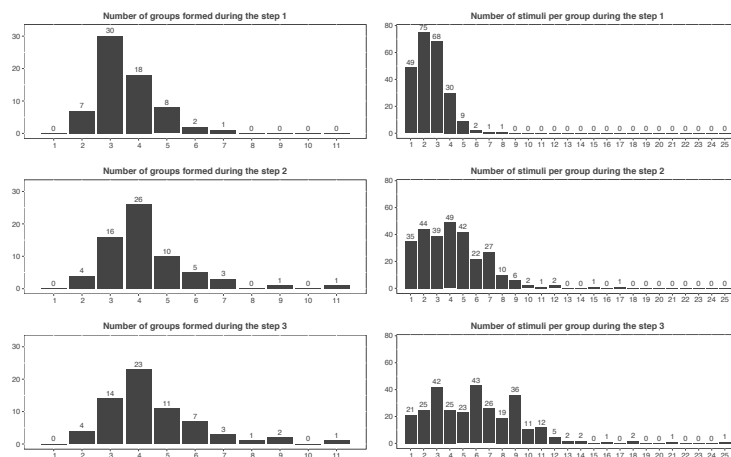 Number of groups formed during the step 1
30
20
10
0
0 7 30 18 8 2 1 0 0 0 0
1 2 3 4 5 6 7 8 9 10 11
Number of stimuli per group during the step 1
80
60
40
20
0
49 75 68 30 9 2 1 1 0 0 0 0 0 0 0 0 0 0 0 0 0 0 0 0 0
1 2 3 4 5 6 7 8 9 10 11 12 13 14 15 16 17 18 19 20 21 22 23 24 25
Number of groups formed during the step 2
30
20
10
0
0 4 16 26 10 5 3 0 1 0 1
1 2 3 4 5 6 7 8 9 10 11
Number of stimuli per group during the step 2
80
60
40
20
0
35 44 39 49 42 22 27 10 6 2 1 2 0 0 1 0 1 0 0 0 0 0 0 0 0
1 2 3 4 5 6 7 8 9 10 11 12 13 14 15 16 17 18 19 20 21 22 23 24 25
Number of groups formed during the step 3
30
20
10
0
0 4 14 23 11 7 3 1 2 0 1
1 2 3 4 5 6 7 8 9 10 11
Number of stimuli per group during the step 3
80
60
40
20
0
21 25 42 25 23 43 26 19 36 11 12 5 2 2 0 1 0 2 0 0 1 0 0 0 1
1 2 3 4 5 6 7 8 9 10 11 12 13 14 15 16 17 18 19 20 21 22 23 24 25